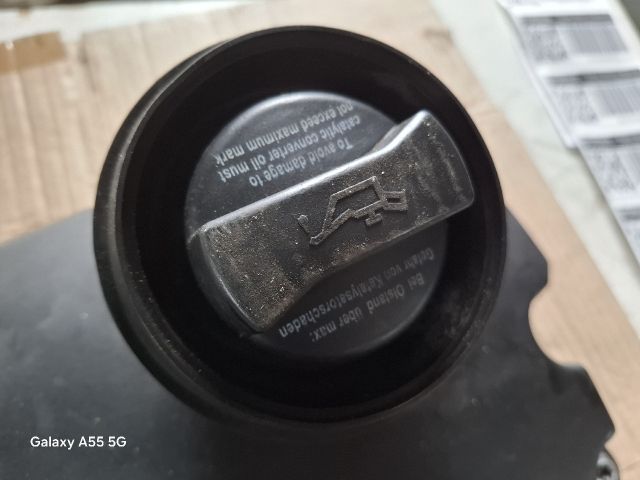 To avoid damage to
catalytic converter oil must
not exceed maximum mark
Bei Ölstand über max:
Gefahr von Katalysatorschäden
Galaxy A55 5G